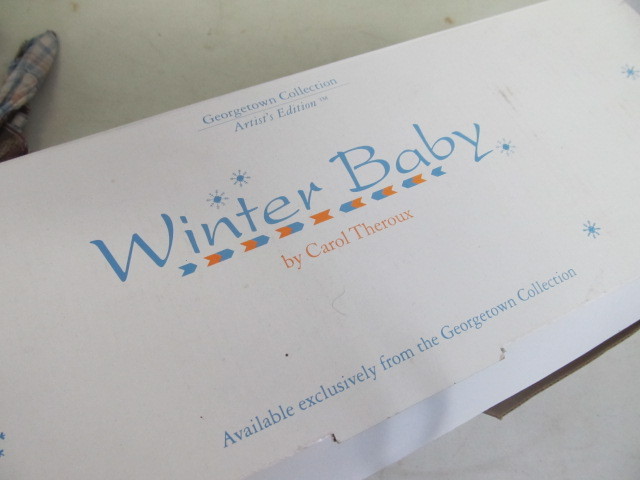 Georgetown Collection
Artist's Edition™
Winter Baby
by Carol Theroux
Available exclusively from the Georgetown Collection